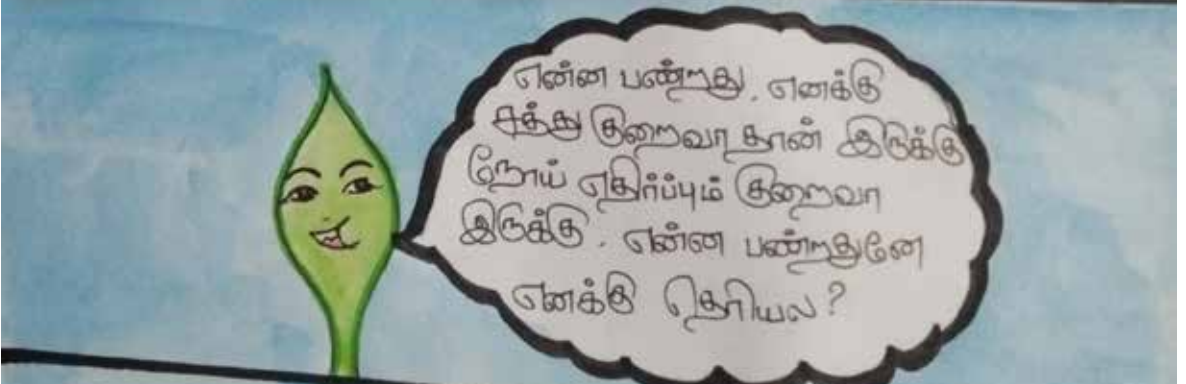 என்ன பண்றது. எனக்கு
சத்து குறைவா தான் இருக்கு
நோய் எதிர்ப்பும் குறைவா
இருக்கு. என்ன பண்றதுனே
எனக்கு தெரியல?